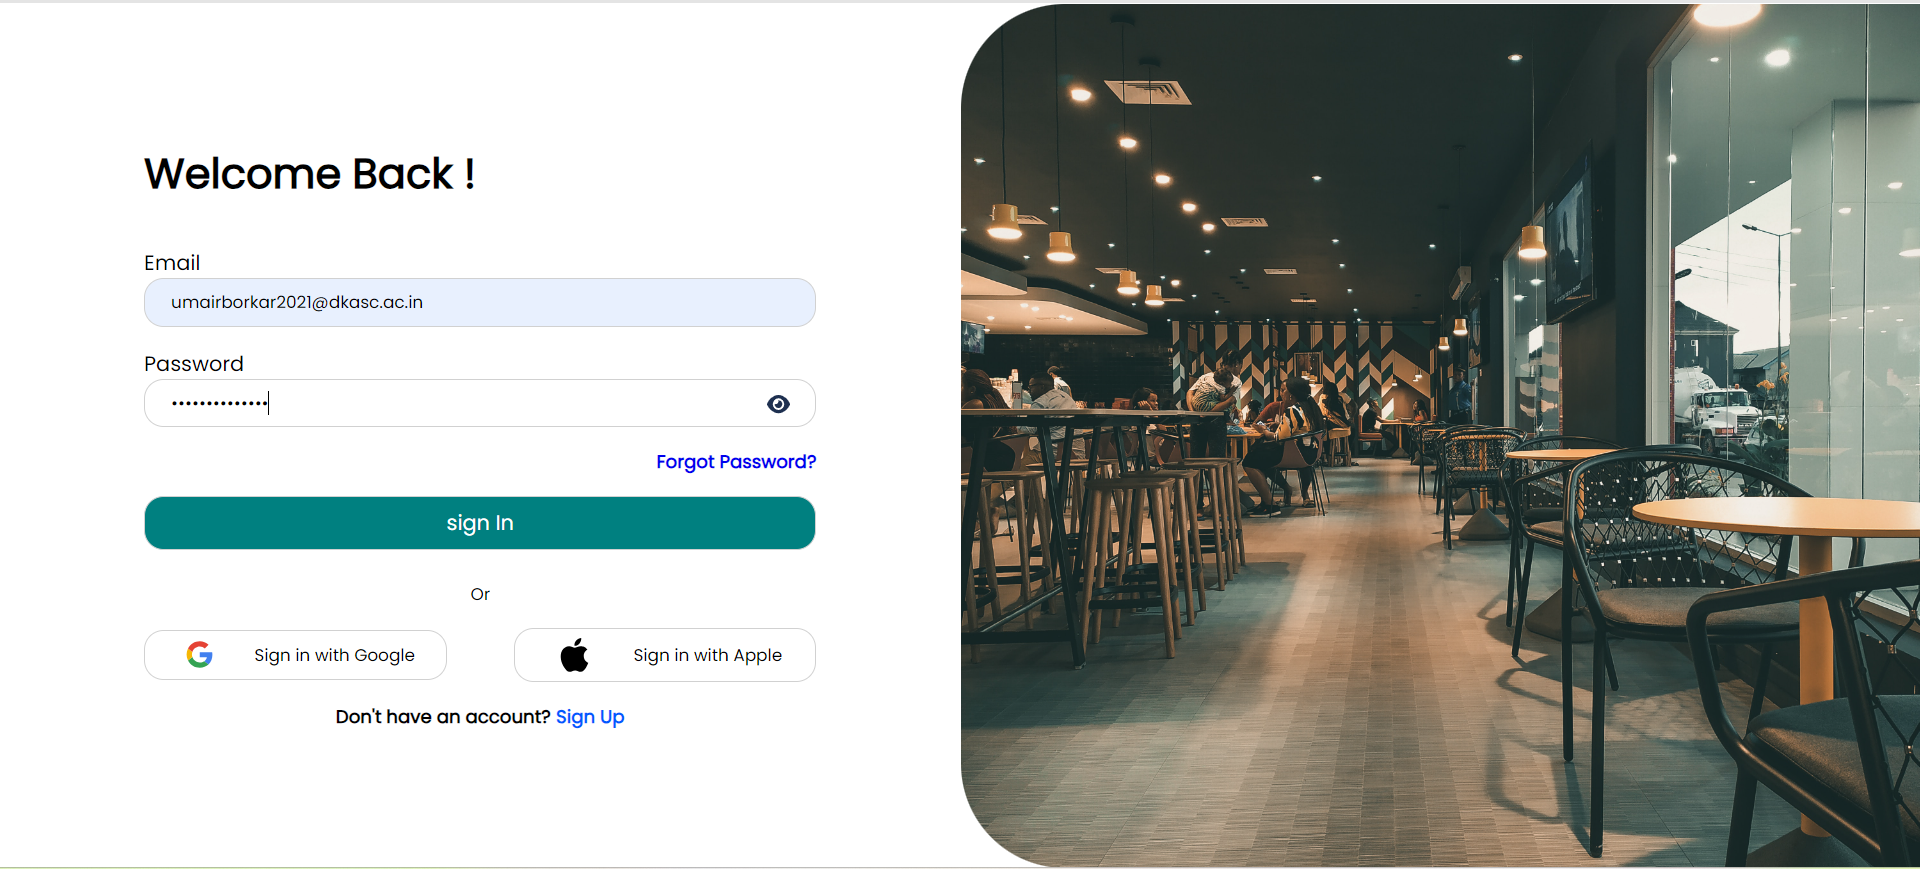 Welcome Back !
Email
umairborkar2021@dkasc.ac.in
Password
••••••••••••••
Forgot Password?
sign In
Or
Sign in with Google
Sign in with Apple
Don't have an account? Sign Up